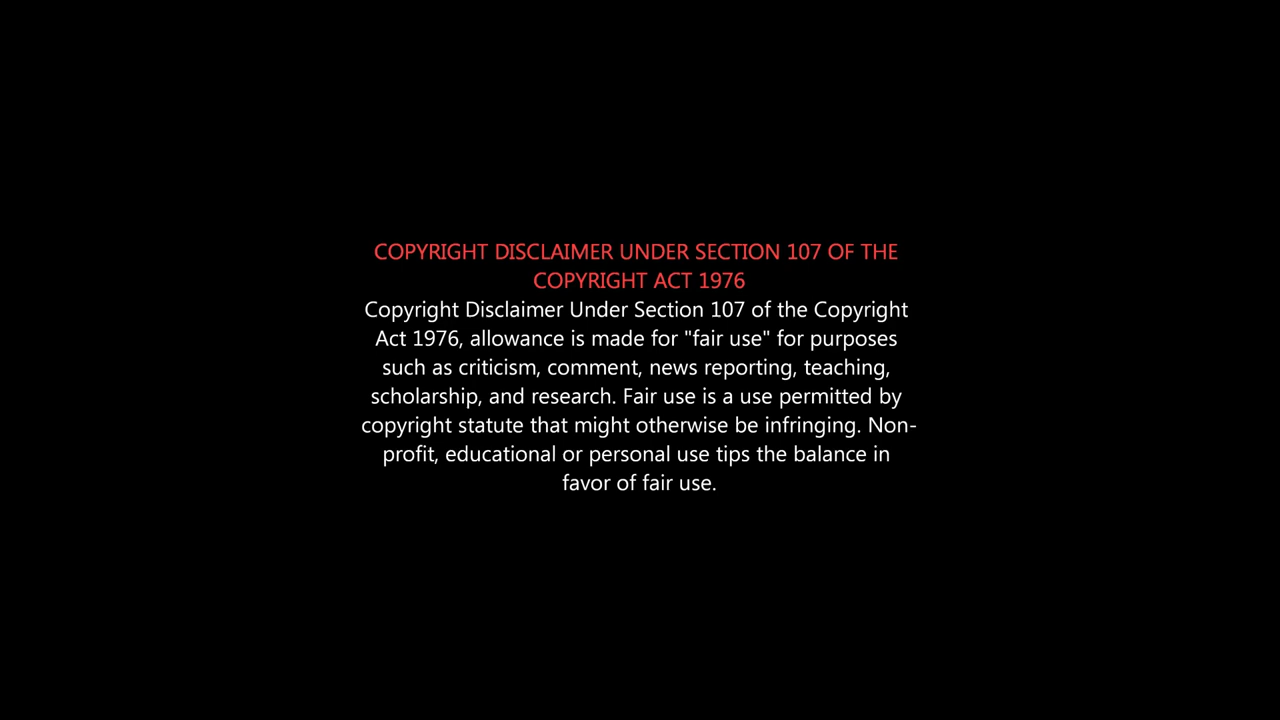 COPYRIGHT DISCLAIMER UNDER SECTION 107 OF THE
COPYRIGHT ACT 1976
Copyright Disclaimer Under Section 107 of the Copyright
Act 1976, allowance is made for "fair use" for purposes
such as criticism, comment, news reporting, teaching,
scholarship, and research. Fair use is a use permitted by
copyright statute that might otherwise be infringing. Non-
profit, educational or personal use tips the balance in
favor of fair use.